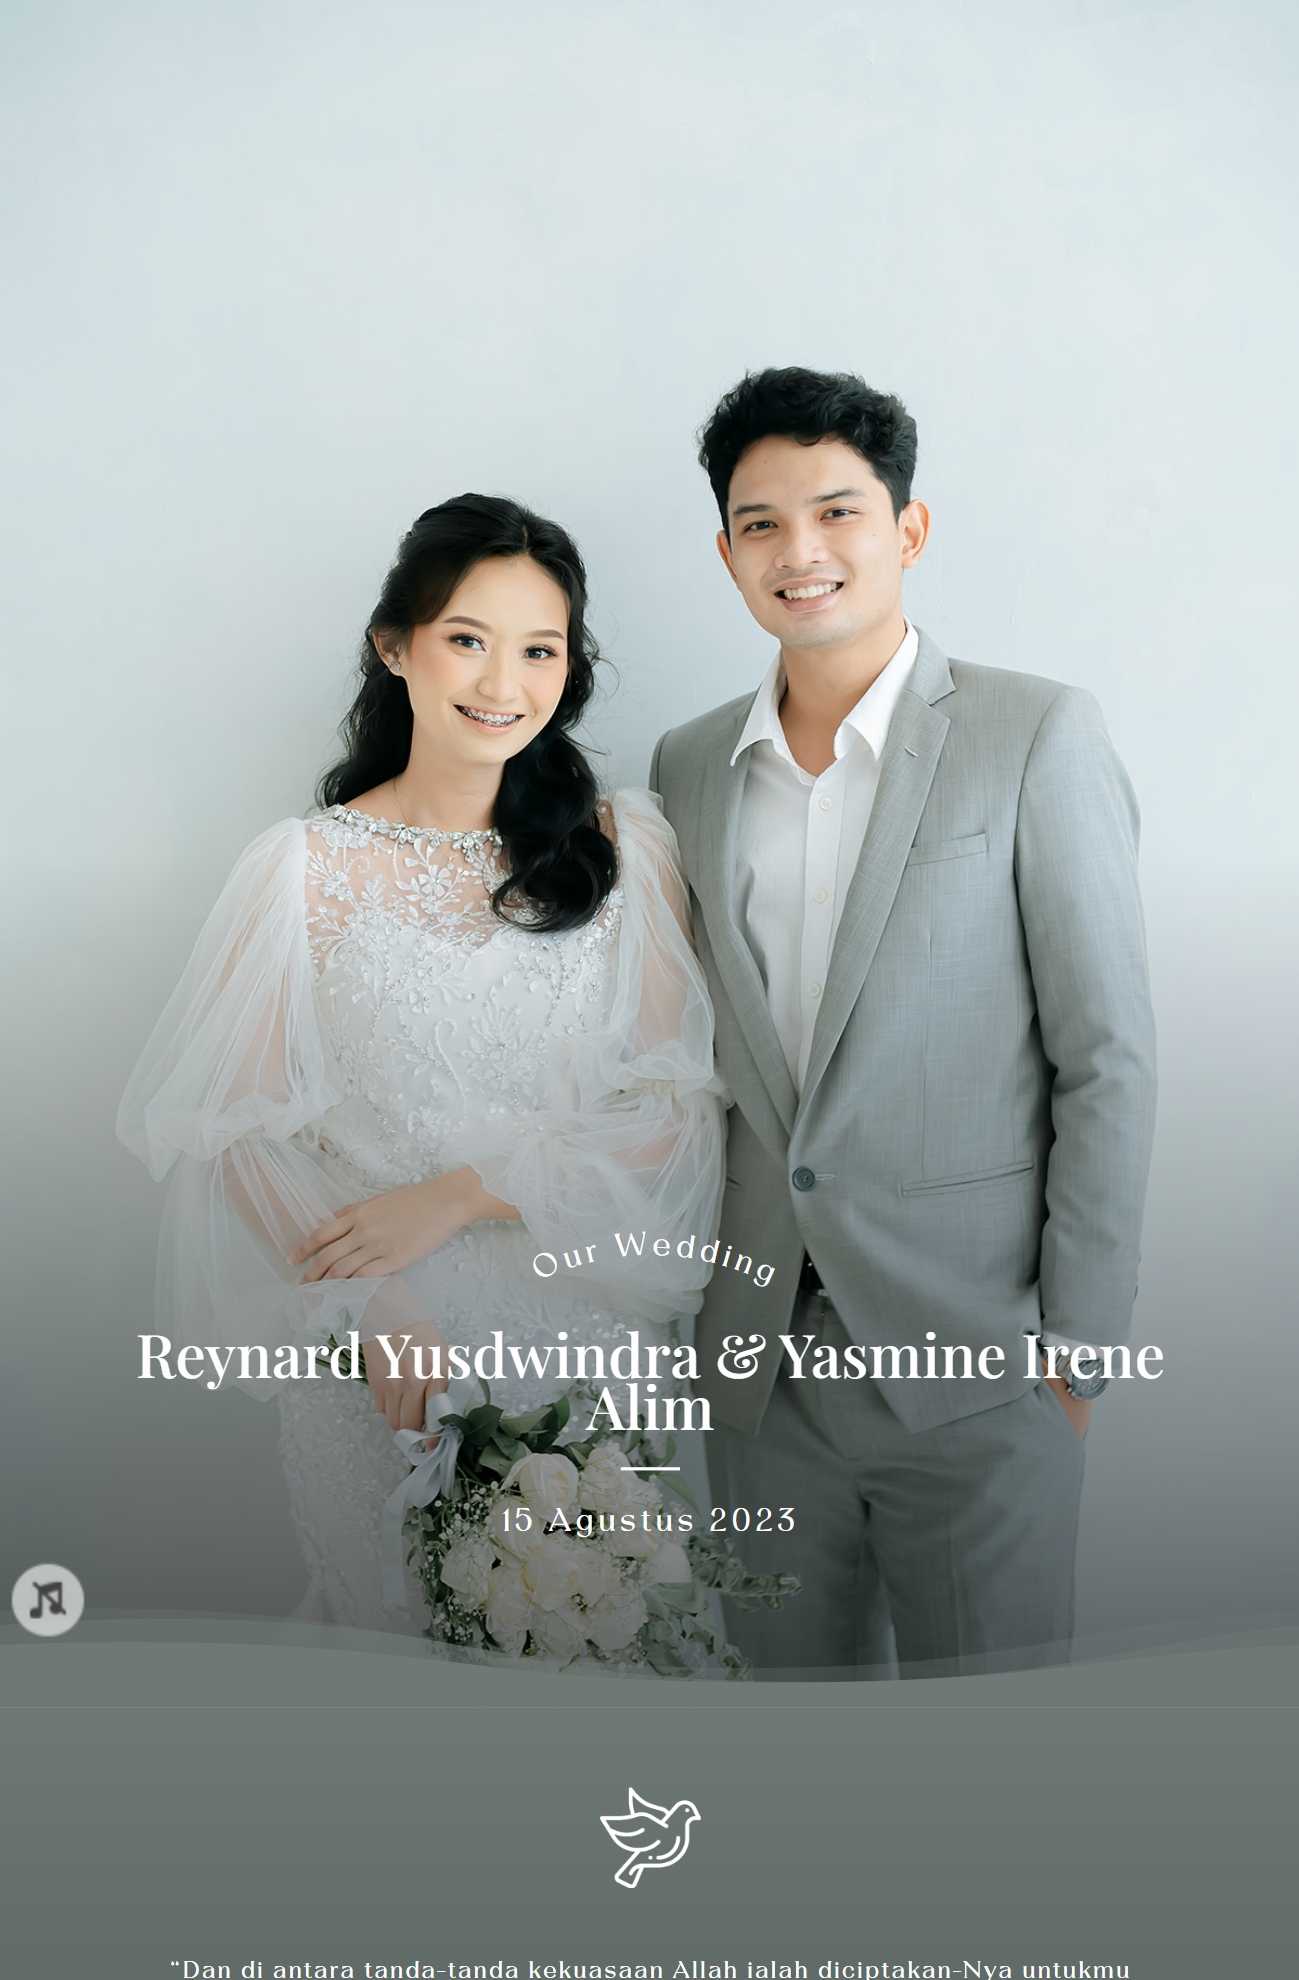 Our Wedding
Reynard Yusdwindra & Yasmine Irene
Alim
15 Agustus 2023
“Dan di antara tanda-tanda kekuasaan Allah ialah diciptakan-Nya untukmu